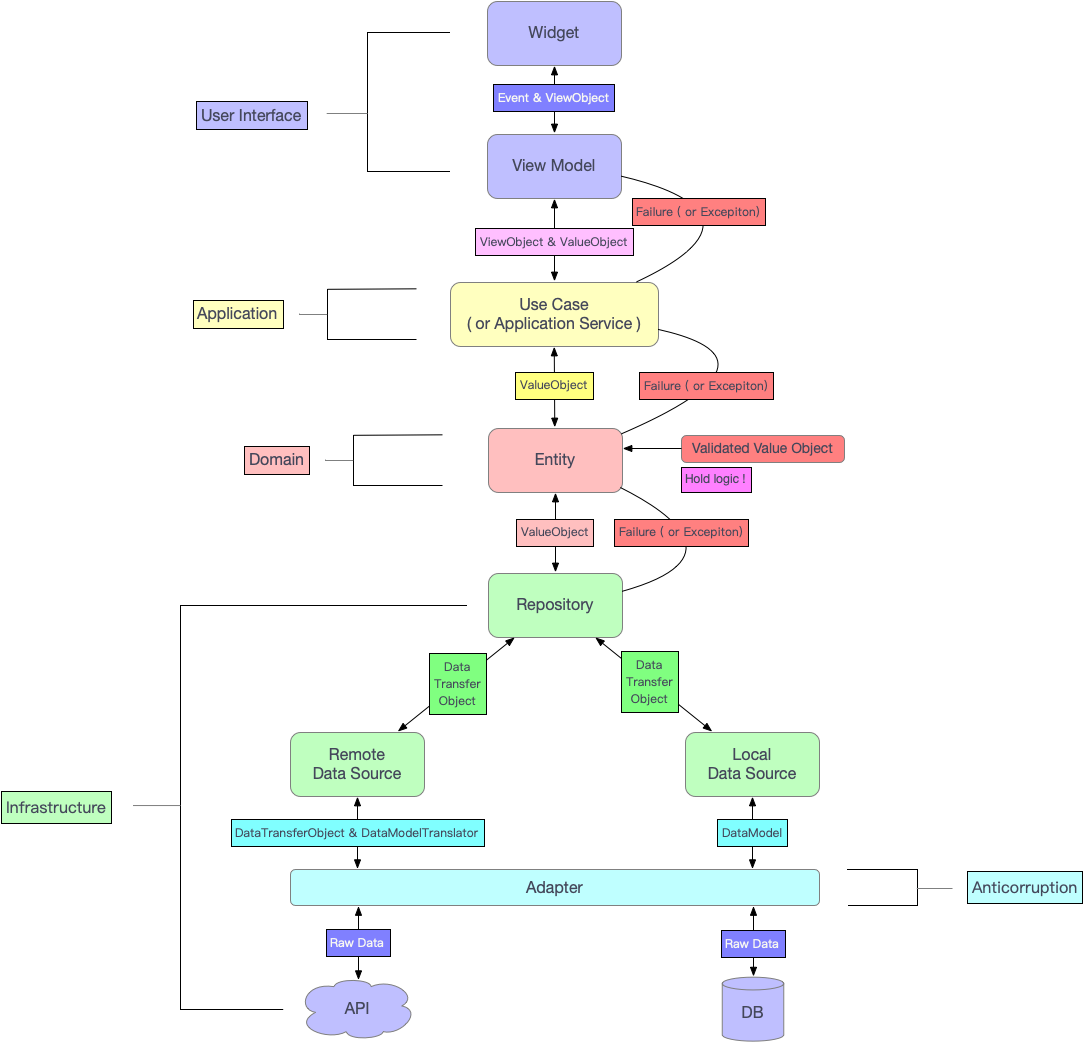 Widget
Event & ViewObject
User Interface
View Model
Failure ( or Excepiton)
ViewObject & ValueObject
Application
Use Case
( or Application Service )
ValueObject
Failure ( or Excepiton)
Domain
Entity
Validated Value Object
Hold logic !
ValueObject
Failure ( or Excepiton)
Repository
Data
Transfer
Object
Data
Transfer
Object
Remote
Data Source
Local
Data Source
Infrastructure
DataTransferObject & DataModelTranslator
DataModel
Adapter
Anticorruption
Raw Data
Raw Data
API
DB